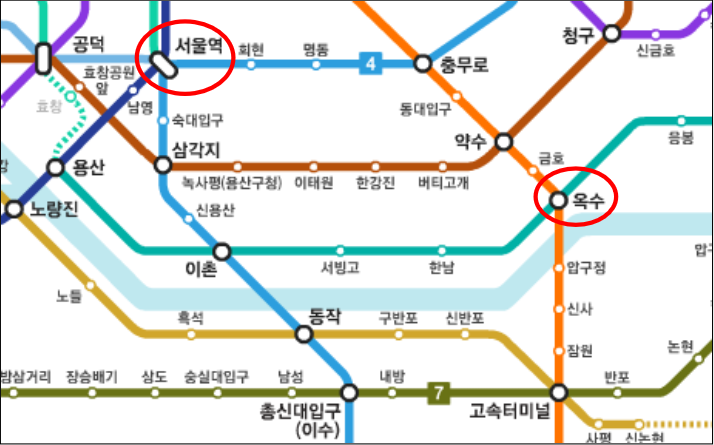 공덕
서울역
회현
명동
4
충무로
청구
신금호
효창공원
앞
효창
남영
숙대입구
동대입구
약수
응봉
삼각지
금호
용산
녹사평(용산구청)
이태원
한강진
버티고개
강
노량진
신용산
옥수
이촌
서빙고
한남
압구정
압구
노들
흑석
동작
구반포
신반포
신사
잠원
논현
방삼거리
장승배기
상도
숭실대입구
남성
내방
7
반포
총신대입구
(이수)
고속터미널
사평
신논현